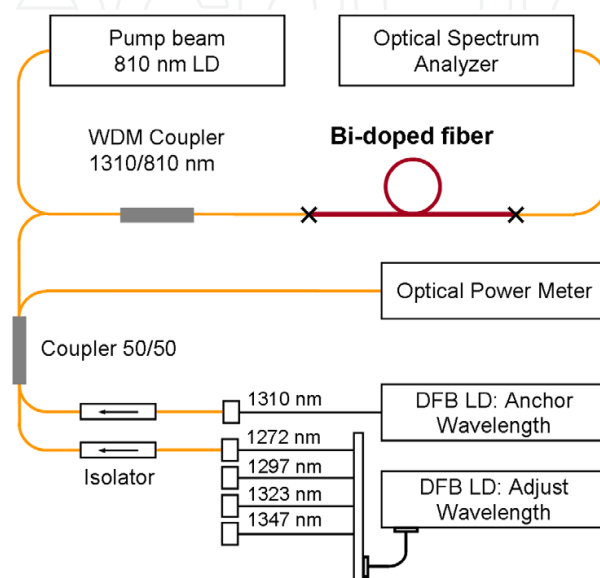 Pump beam
810 nm LD
Optical Spectrum
Analyzer
WDM Coupler
1310/810 nm
Bi-doped fiber
Optical Power Meter
Coupler 50/50
1310 nm
DFB LD: Anchor
Wavelength
1272 nm
Isolator
1297 nm
1323 nm
1347 nm
DFB LD: Adjust
Wavelength